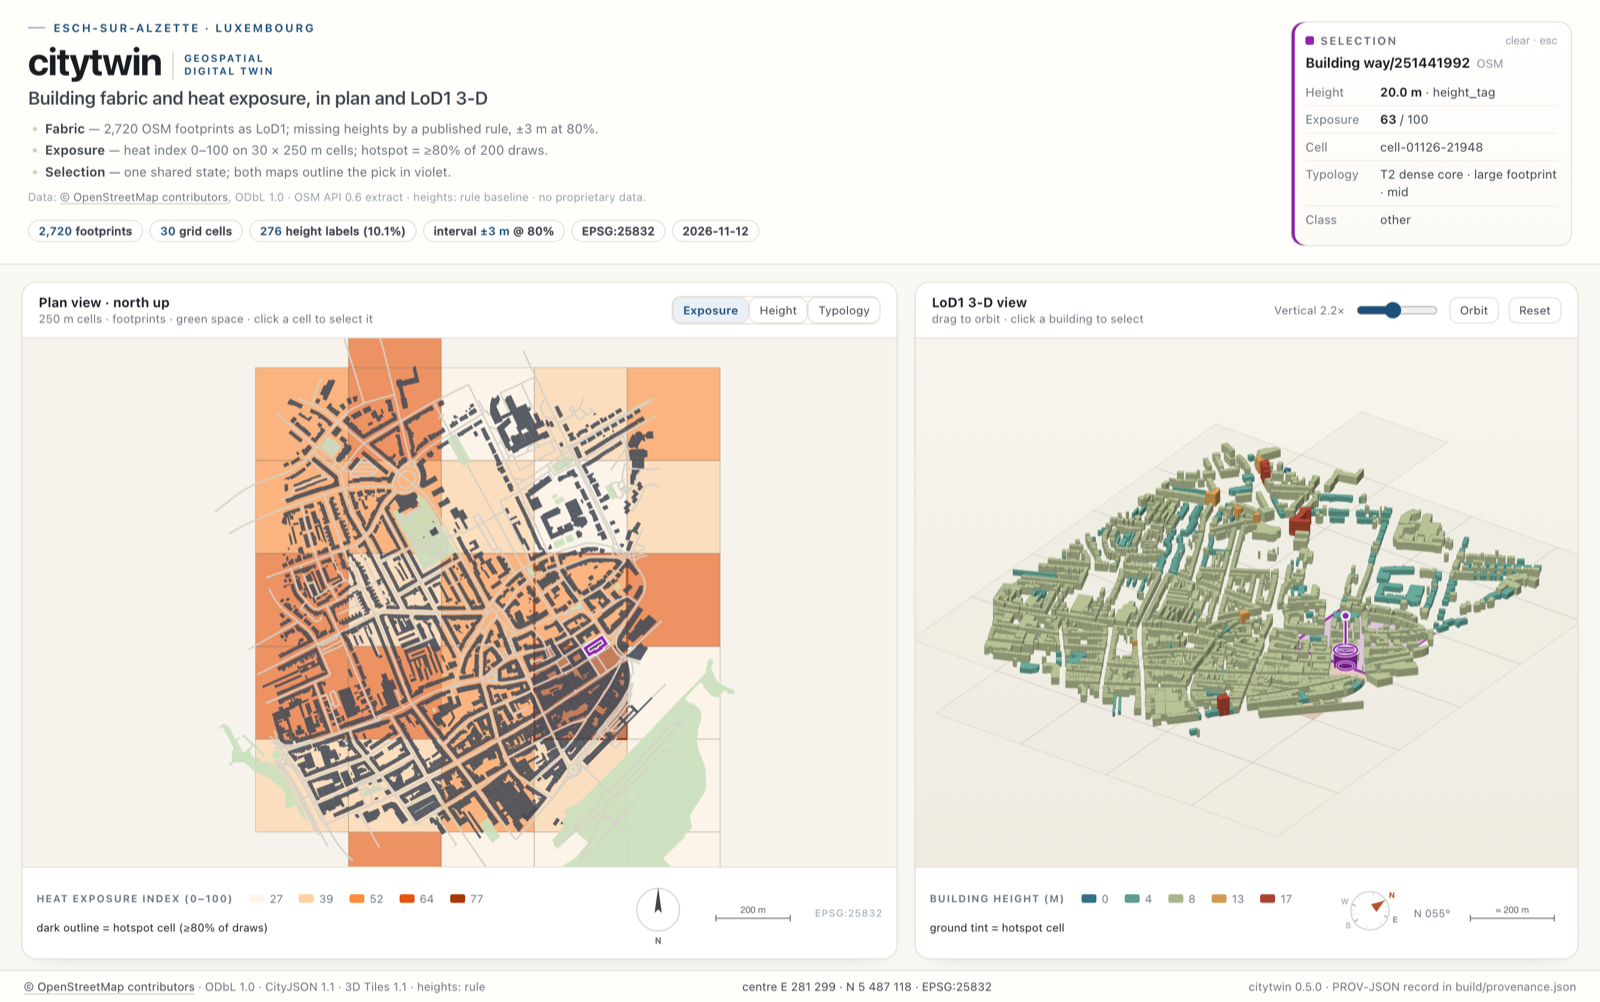 ESCH-SUR-ALZETTE · LUXEMBOURG
citytwin
GEOSPATIAL
DIGITAL TWIN
Building fabric and heat exposure, in plan and LoD1 3-D
• Fabric — 2,720 OSM footprints as LoD1; missing heights by a published rule, ±3 m at 80%.
• Exposure — heat index 0–100 on 30 × 250 m cells; hotspot = ≥80% of 200 draws.
• Selection — one shared state; both maps outline the pick in violet.
Data: © OpenStreetMap contributors, ODbL 1.0 · OSM API 0.6 extract · heights: rule baseline · no proprietary data.
2,720 footprints
30 grid cells
276 height labels (10.1%)
interval ±3 m @ 80%
EPSG:25832
2026-11-12
SELECTION
clear · esc
Building way/251441992 OSM
Height 20.0 m · height_tag
Exposure 63 / 100
Cell cell-01126-21948
Typology T2 dense core · large footprint
· mid
Class other
Plan view · north up
250 m cells · footprints · green space · click a cell to select it
Exposure
Height
Typology
HEAT EXPOSURE INDEX (0–100) 27 39 52 64 77
dark outline = hotspot cell (≥80% of draws)
N
200 m
EPSG:25832
LoD1 3-D view
drag to orbit · click a building to select
Vertical 2.2×
Orbit
Reset
BUILDING HEIGHT (M) 0 4 8 13 17
ground tint = hotspot cell
N
W
E
S
N 055°
≈ 200 m
© OpenStreetMap contributors · ODbL 1.0 · CityJSON 1.1 · 3D Tiles 1.1 · heights: rule
centre E 281 299 · N 5 487 118 · EPSG:25832
citytwin 0.5.0 · PROV-JSON record in build/provenance.json